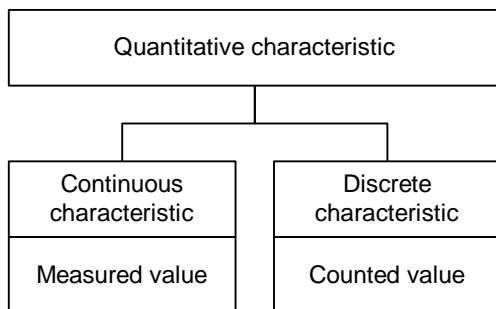 Quantitative characteristic
Continuous
characteristic
Measured value
Discrete
characteristic
Counted value